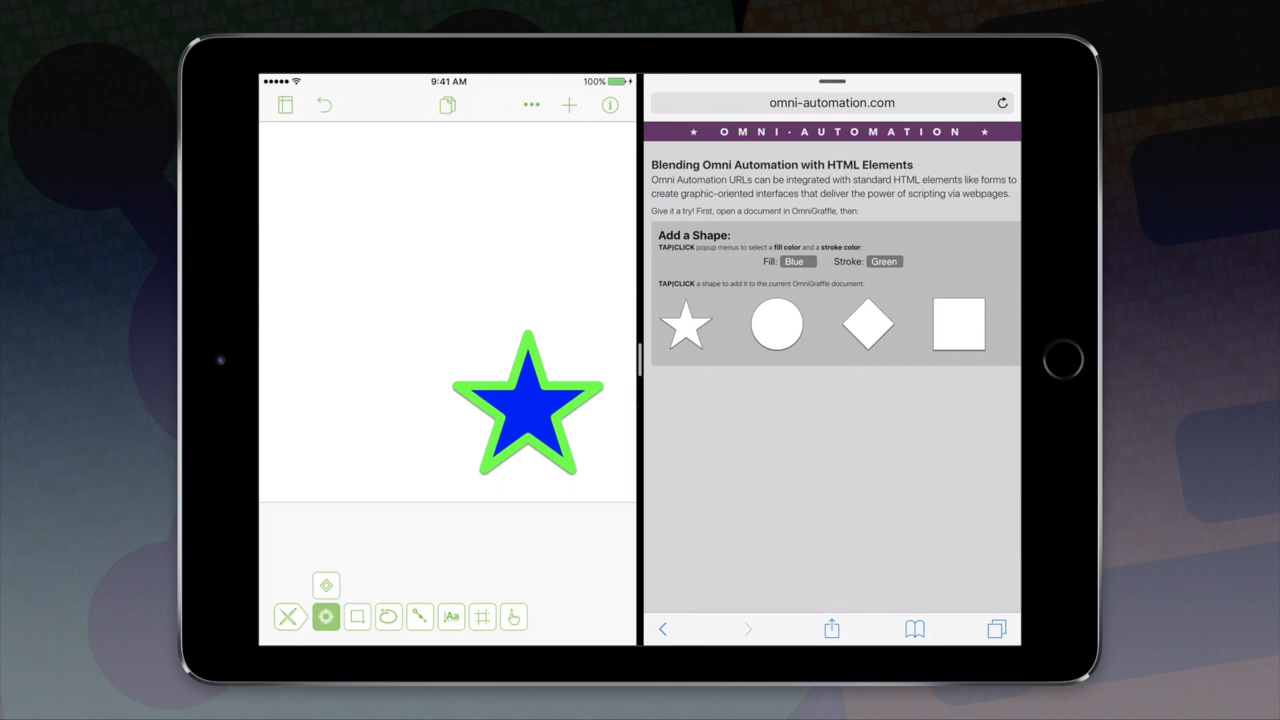 9:41 AM
100%
omni-automation.com
★ OMNI·AUTOMATION ★
Blending Omni Automation with HTML Elements
Omni Automation URLs can be integrated with standard HTML elements like forms to
create graphic-oriented interfaces that deliver the power of scripting via webpages.
Give it a try! First, open a document in OmniGraffle, then:
Add a Shape:
TAP|CLICK popup menus to select a fill color and a stroke color:
Fill: Blue Stroke: Green
TAP|CLICK a shape to add it to the current OmniGraffle document:
Aa